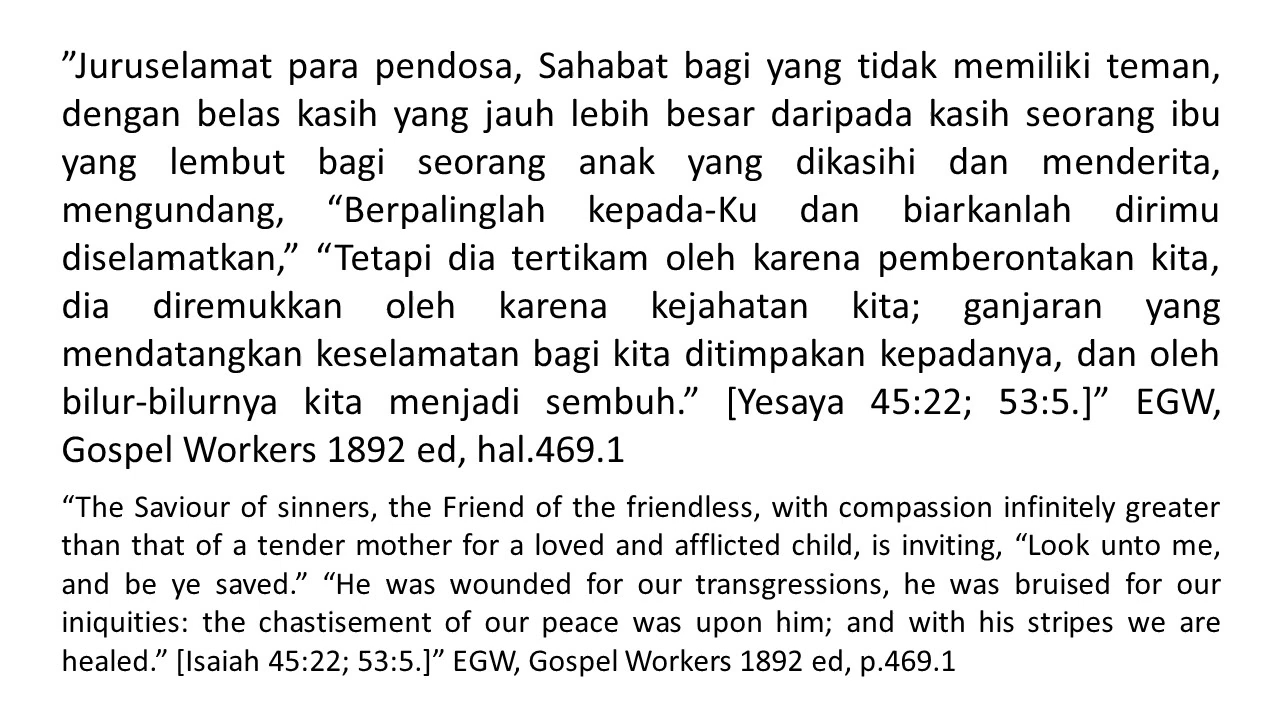 ”Juruselamat para pendosa, Sahabat bagi yang tidak memiliki teman,
dengan belas kasih yang jauh lebih besar daripada kasih seorang ibu
yang lembut bagi seorang anak yang dikasihi dan menderita,
mengundang, “Berpalinglah kepada-Ku dan biarkanlah dirimu
diselamatkan,” “Tetapi dia tertikam oleh karena pemberontakan kita,
dia diremukkan oleh karena kejahatan kita; ganjaran yang
mendatangkan keselamatan bagi kita ditimpakan kepadanya, dan oleh
bilur-bilurnya kita menjadi sembuh.” [Yesaya 45:22; 53:5.]” EGW,
Gospel Workers 1892 ed, hal.469.1
“The Saviour of sinners, the Friend of the friendless, with compassion infinitely greater
than that of a tender mother for a loved and afflicted child, is inviting, “Look unto me,
and be ye saved.” “He was wounded for our transgressions, he was bruised for our
iniquities: the chastisement of our peace was upon him; and with his stripes we are
healed.” [Isaiah 45:22; 53:5.]” EGW, Gospel Workers 1892 ed, p.469.1